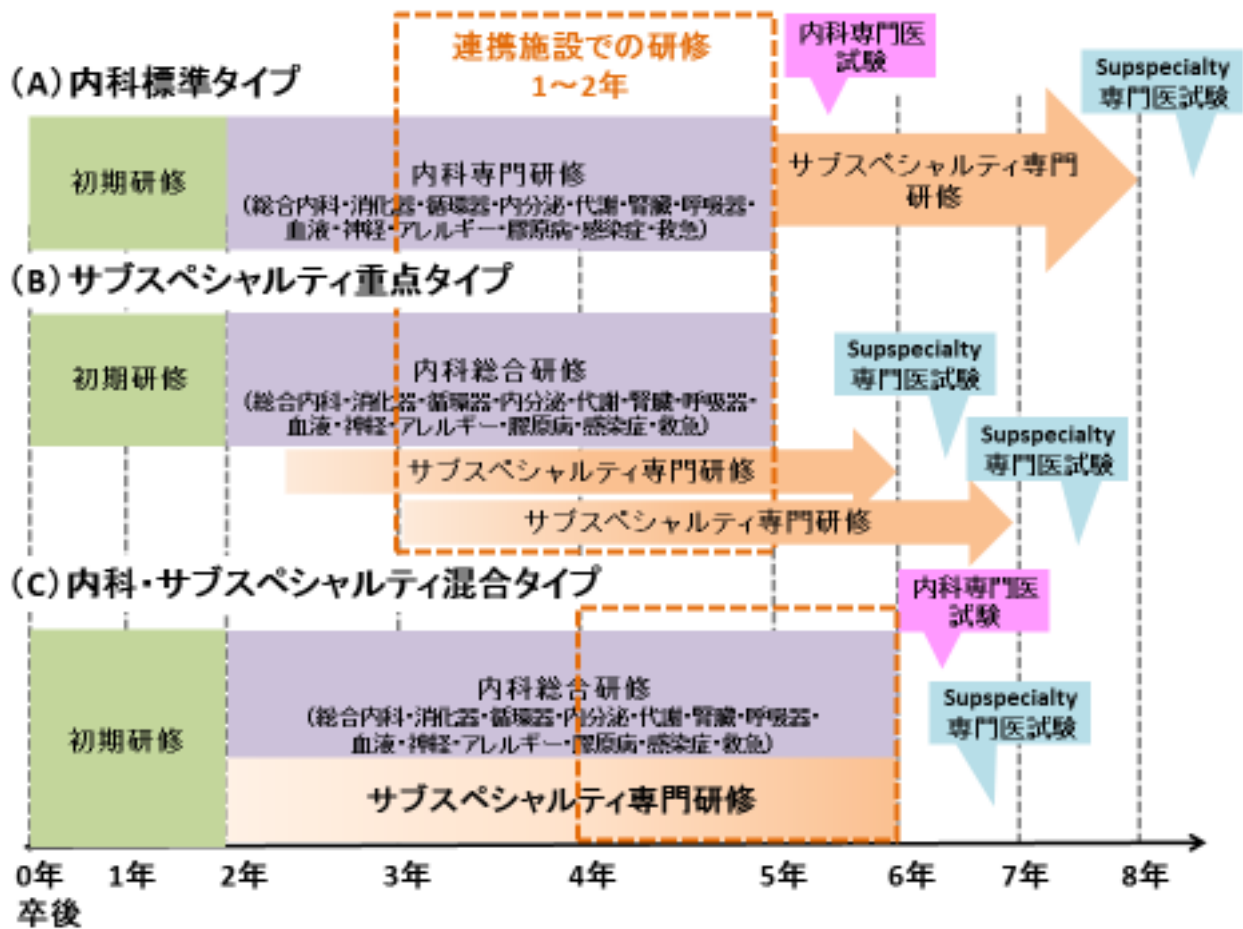 連携施設での研修
1～2年
内科専門医
試験
Supspecialty
専門医試験
（A）内科標準タイプ
初期研修
内科専門研修
（総合内科・消化器・循環器・内分泌・代謝・腎臓・呼吸器・
血液・神経・アレルギー・膠原病・感染症・救急）
サブスペシャルティ専門
研修
（B）サブスペシャルティ重点タイプ
初期研修
内科総合研修
（総合内科・消化器・循環器・内分泌・代謝・腎臓・呼吸器・
血液・神経・アレルギー・膠原病・感染症・救急）
Supspecialty
専門医試験
Supspecialty
専門医試験
サブスペシャルティ専門研修
サブスペシャルティ専門研修
（C）内科・サブスペシャルティ混合タイプ
内科専門医
試験
初期研修
内科総合研修
（総合内科・消化器・循環器・内分泌・代謝・腎臓・呼吸器・
血液・神経・アレルギー・膠原病・感染症・救急）
Supspecialty
専門医試験
サブスペシャルティ専門研修
0年 1年 2年 3年 4年 5年 6年 7年 8年
卒後